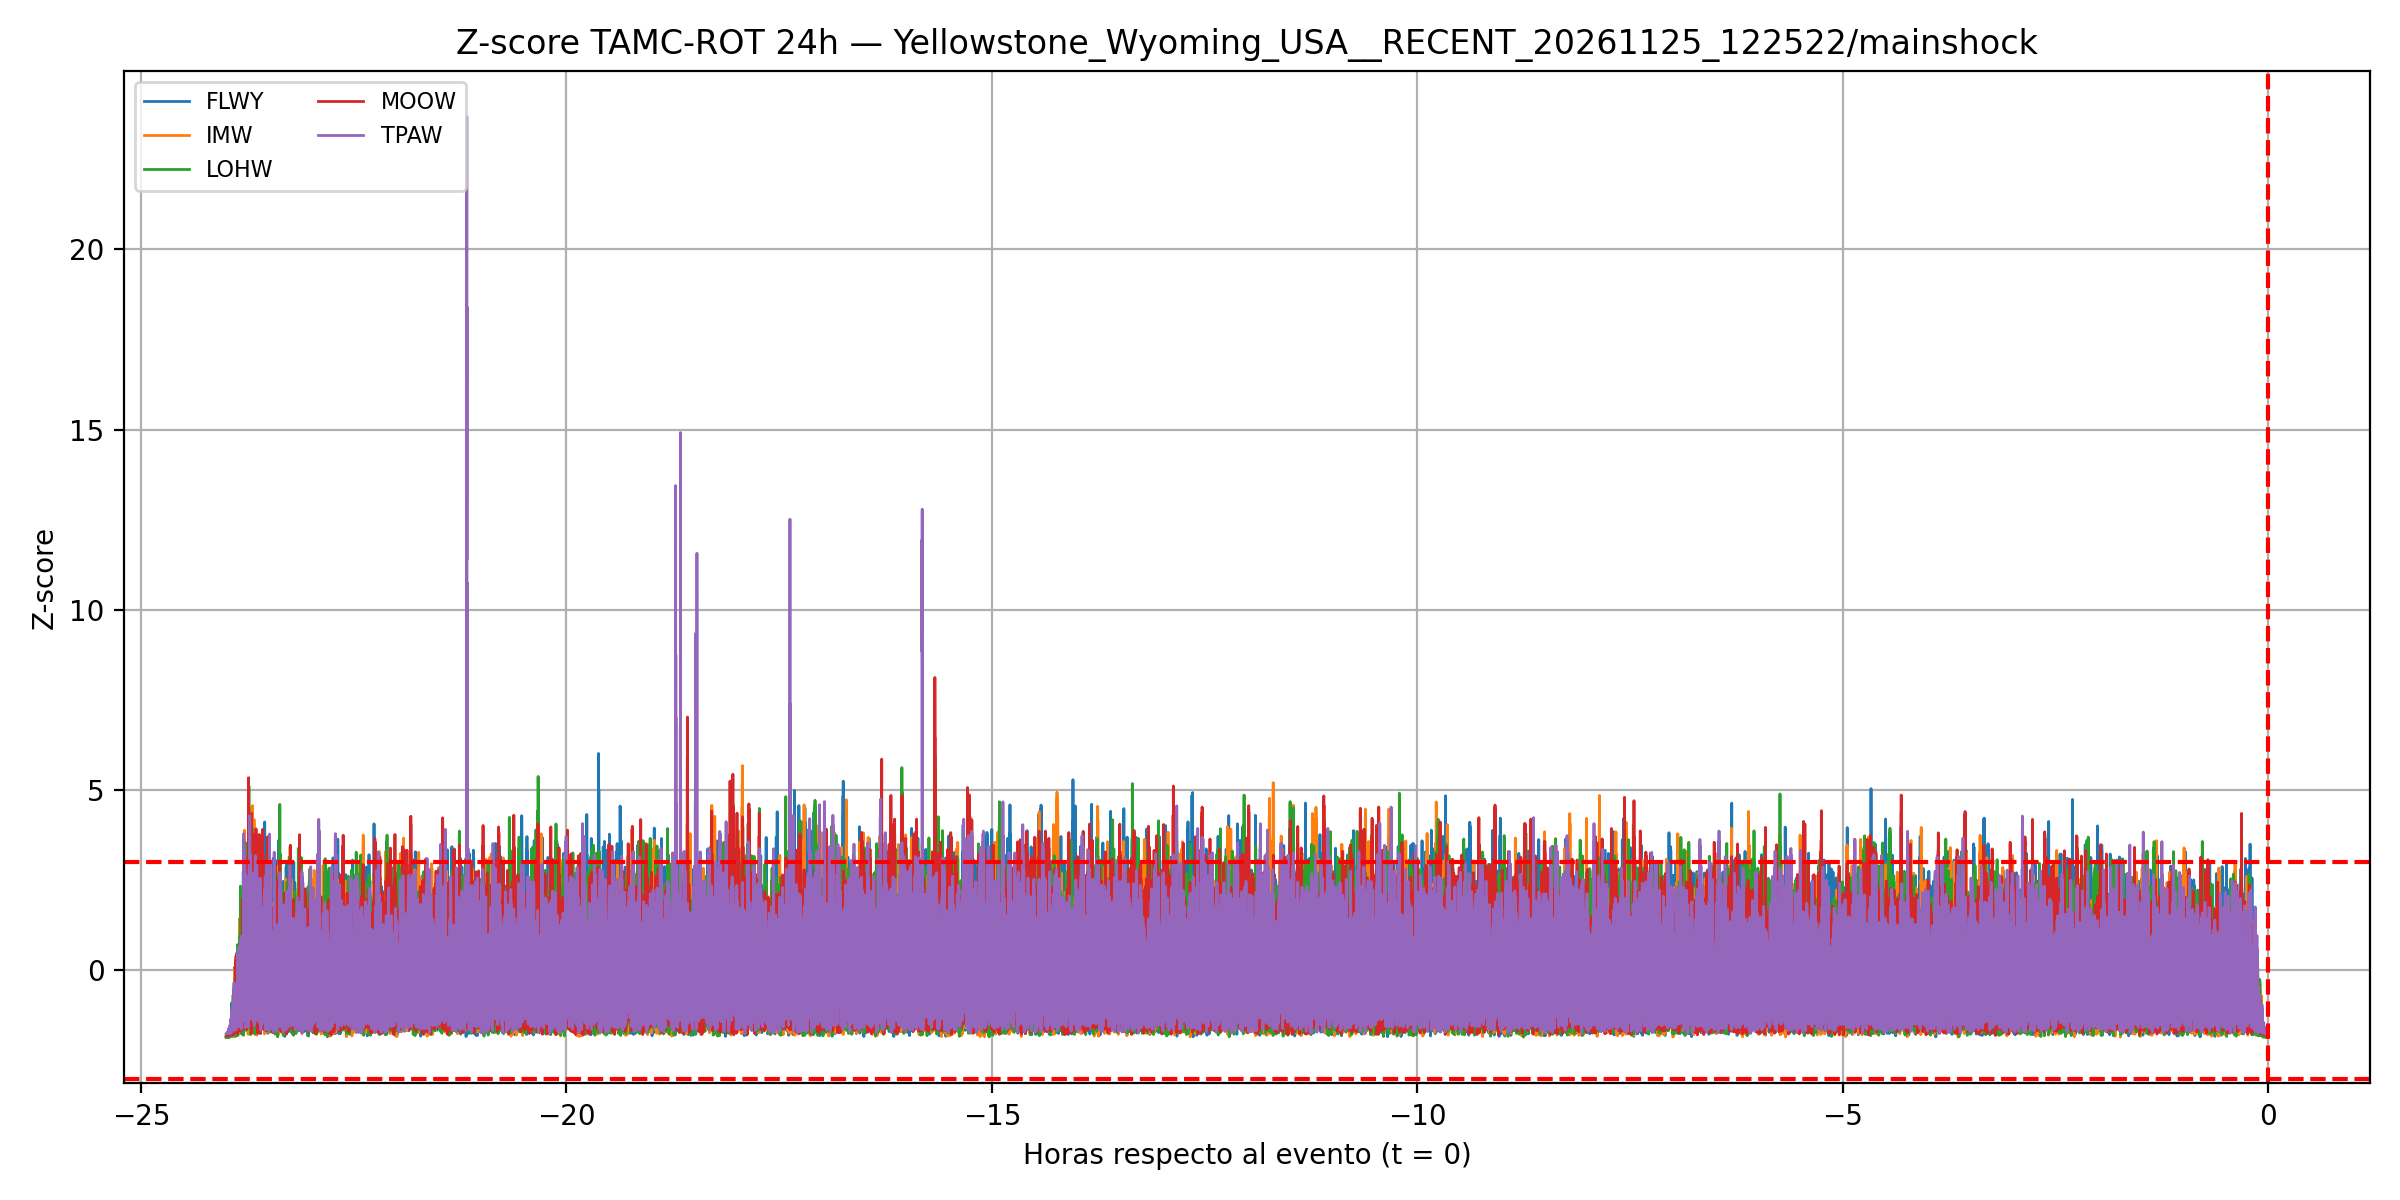 Z-score TAMC-ROT 24h — Yellowstone_Wyoming_USA__RECENT_20261125_122522/mainshock
FLWY
IMW
LOHW
MOOW
TPAW
Z-score
20
15
10
5
0
−25
−20
−15
−10
−5
0
Horas respecto al evento (t = 0)